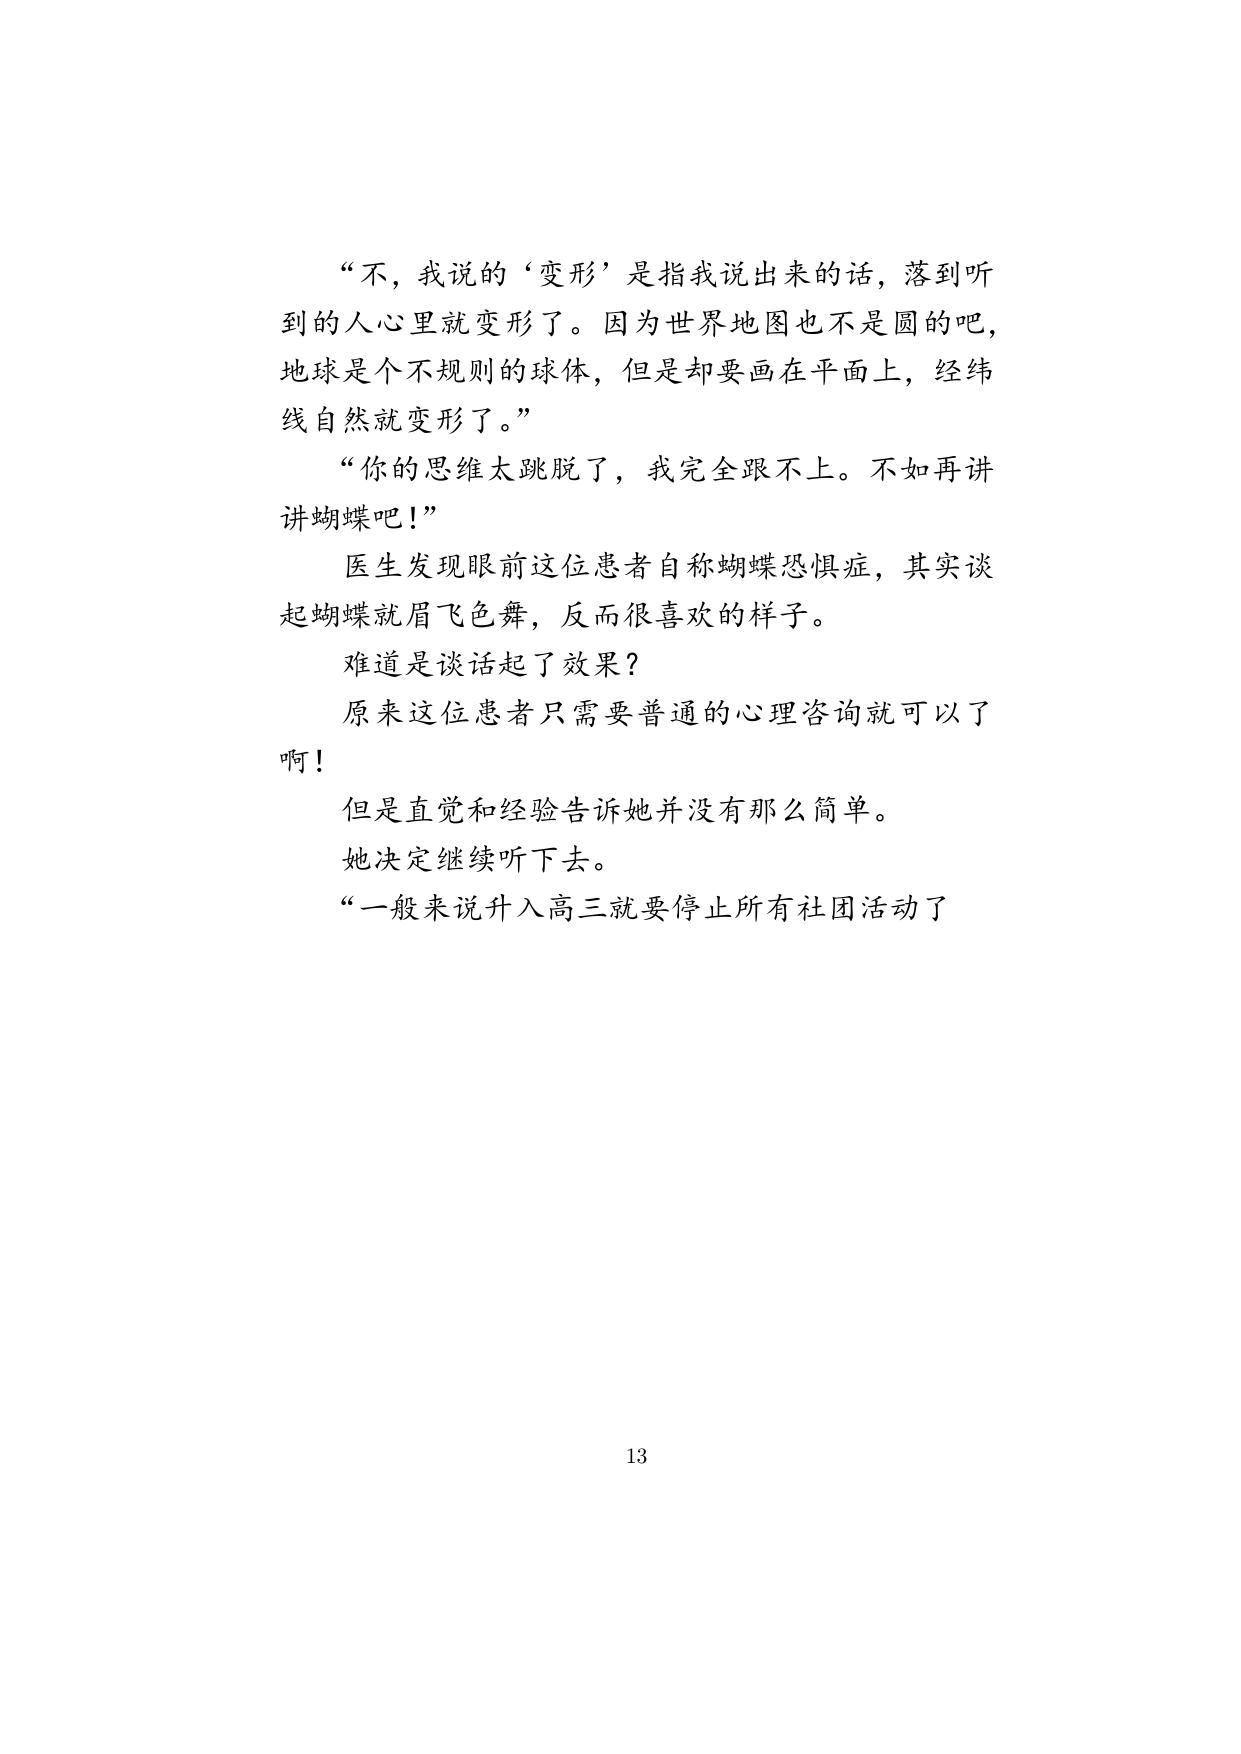 “不，我说的‘变形’是指我说出来的话，落到听
到的人心里就变形了。因为世界地图也不是圆的吧，
地球是个不规则的球体，但是却要画在平面上，经纬
线自然就变形了。”
“你的思维太跳脱了，我完全跟不上。不如再讲
讲蝴蝶吧！”
医生发现眼前这位患者自称蝴蝶恐惧症，其实谈
起蝴蝶就眉飞色舞，反而很喜欢的样子。
难道是谈话起了效果？
原来这位患者只需要普通的心理咨询就可以了
啊！
但是直觉和经验告诉她并没有那么简单。
她决定继续听下去。
“一般来说升入高三就要停止所有社团活动了
13